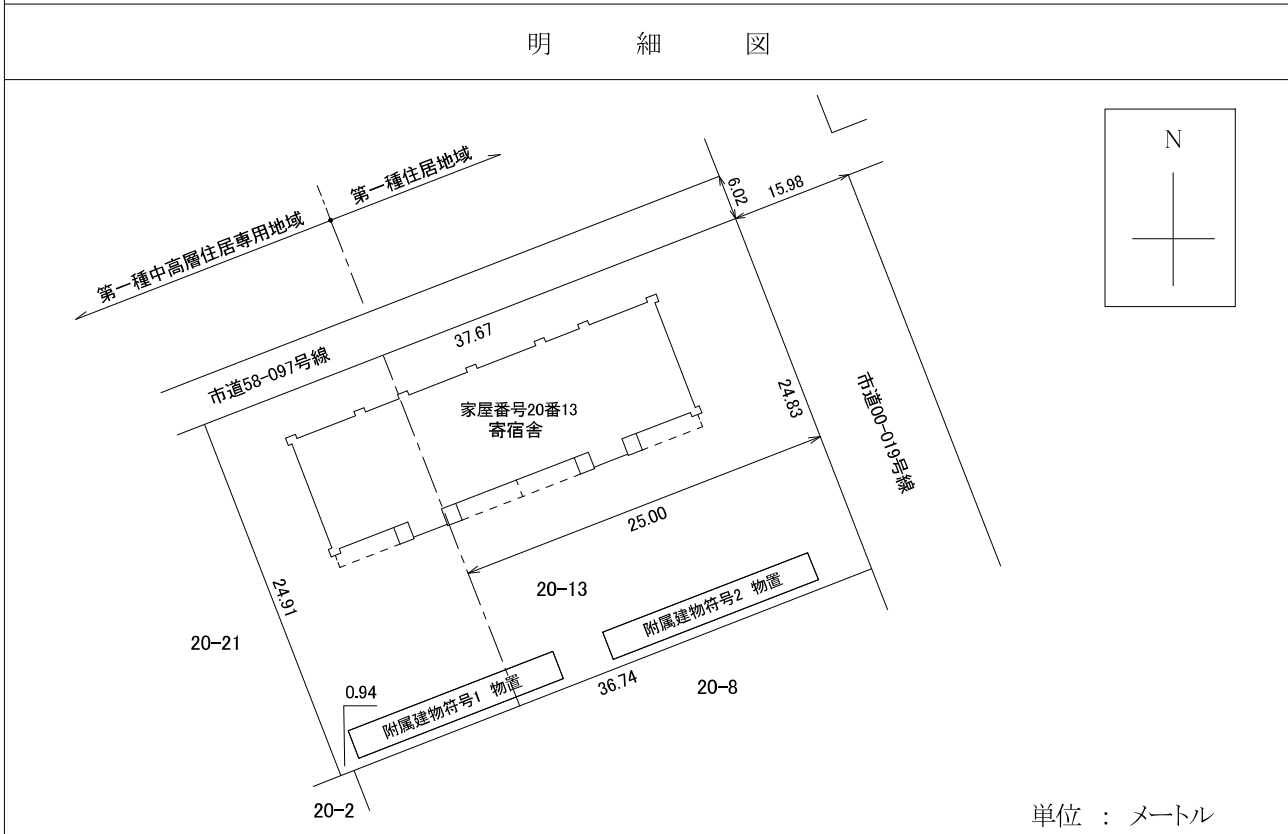 明 細 図
N
第一種住居地域
第一種中高層住居専用地域
6.02
15.98
市道58-097号線
37.67
家屋番号20番13
寄宿舎
24.83
市道00-019号線
25.00
24.91
20-13
附属建物符号2 物置
20-21
0.94
附属建物符号1 物置
36.74
20-8
20-2
単位 : メートル